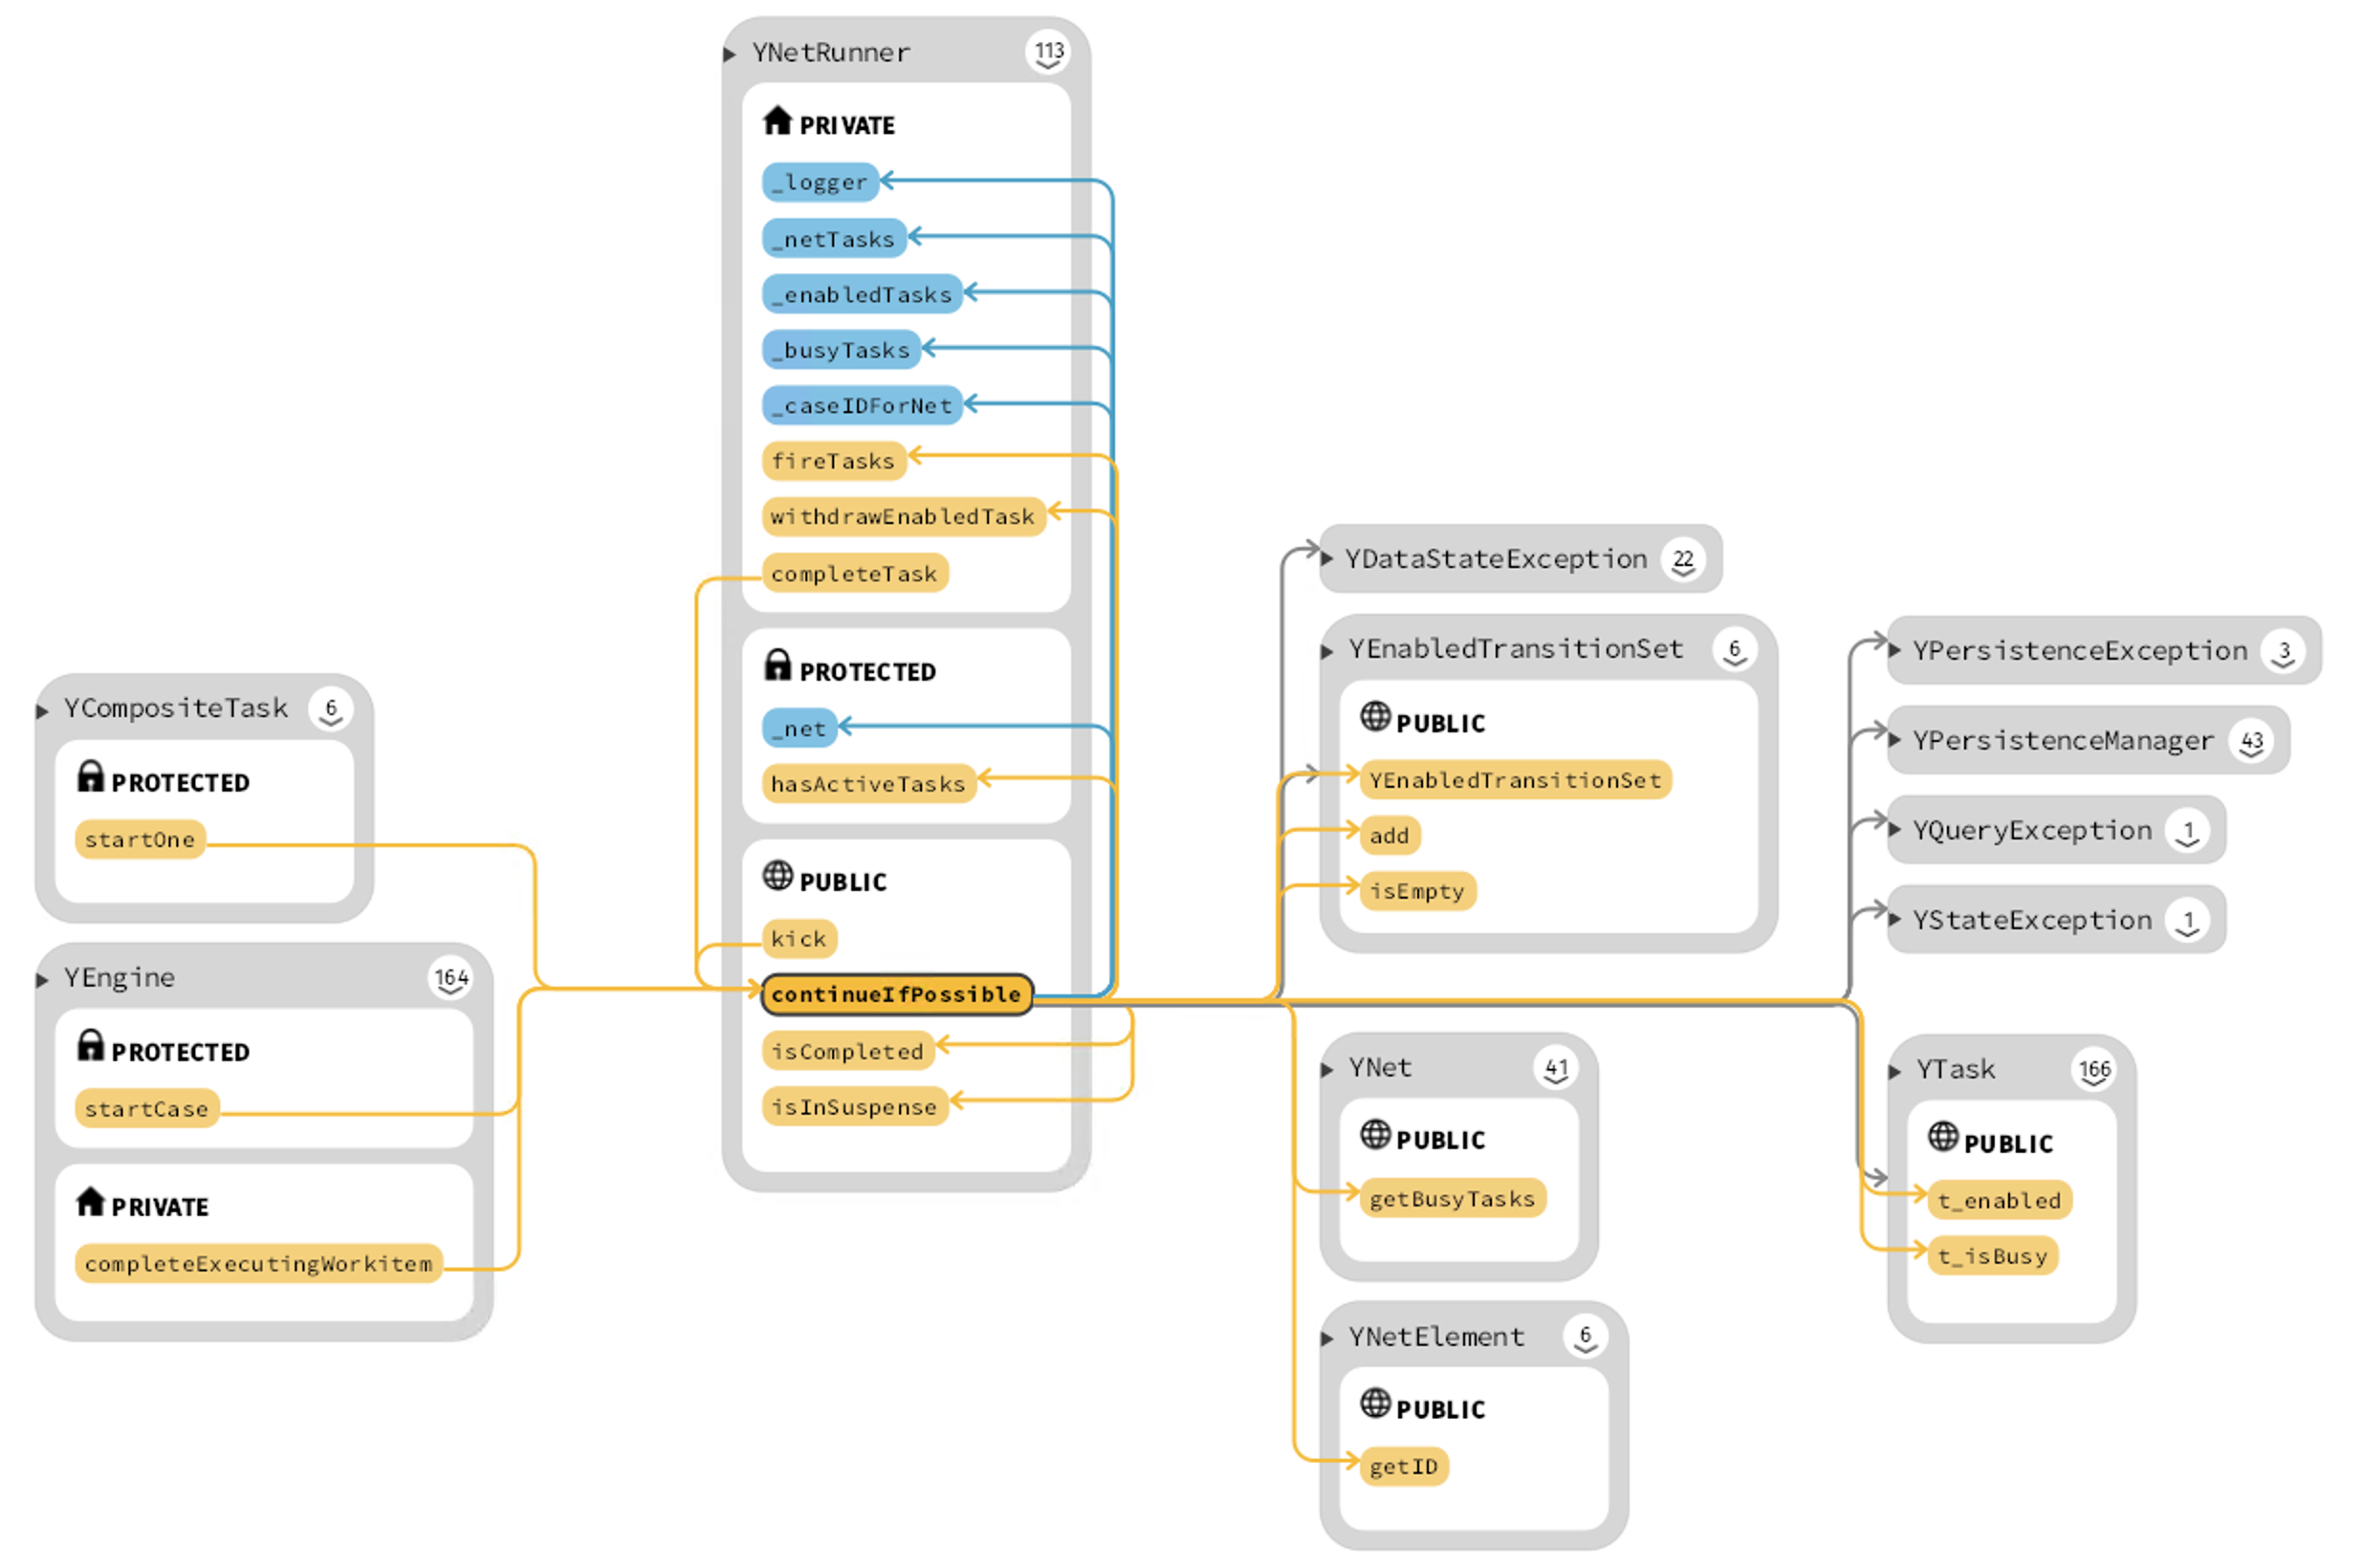 YCompositeTask 6
PROTECTED
startOne
YEngine 164
PROTECTED
startCase
PRIVATE
completeExecutingWorkitem
YNetRunner 113
PRIVATE
_logger
_netTasks
_enabledTasks
_busyTasks
_caseIDForNet
fireTasks
withdrawEnabledTask
completeTask
PROTECTED
_net
hasActiveTasks
PUBLIC
kick
continueIfPossible
isCompleted
isInSuspense
YDataStateException 22
YEnabledTransitionSet 6
PUBLIC
YEnabledTransitionSet
add
isEmpty
YNet 41
PUBLIC
getBusyTasks
YNetElement 6
PUBLIC
getID
YPersistenceException 3
YPersistenceManager 43
YQueryException 1
YStateException 1
YTask 166
PUBLIC
t_enabled
t_isBusy